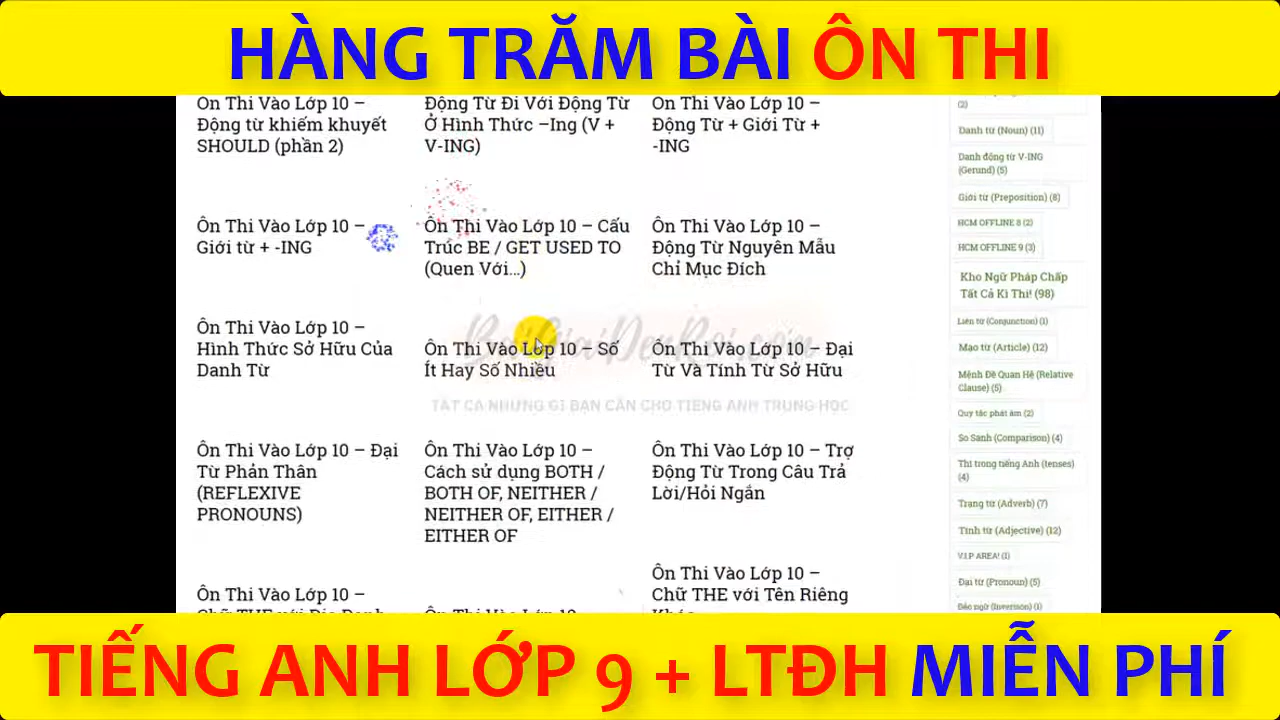 HÀNG TRĂM BÀI ÔN THI
Ôn Thi Vào Lớp 10 –
Động từ khiếm khuyết
SHOULD (phần 2)
Động Từ Đi Với Động Từ
Ở Hình Thức –Ing (V +
V-ING)
Ôn Thi Vào Lớp 10 –
Động Từ + Giới Từ +
-ING
Ôn Thi Vào Lớp 10 –
Giới từ + -ING
Ôn Thi Vào Lớp 10 – Cấu
Trúc BE / GET USED TO
(Quen Với...)
Ôn Thi Vào Lớp 10 –
Động Từ Nguyên Mẫu
Chỉ Mục Đích
Ôn Thi Vào Lớp 10 –
Hình Thức Sở Hữu Của
Danh Từ
Ôn Thi Vào Lớp 10 – Số
Ít Hay Số Nhiều
Ôn Thi Vào Lớp 10 – Đại
Từ Và Tính Từ Sở Hữu
TẤT CẢ NHỮNG GÌ BẠN CẦN CHO TIẾNG ANH TRUNG HỌC
Ôn Thi Vào Lớp 10 – Đại
Từ Phản Thân
(REFLEXIVE
PRONOUNS)
Ôn Thi Vào Lớp 10 –
Cách sử dụng BOTH /
BOTH OF, NEITHER /
NEITHER OF, EITHER /
EITHER OF
Ôn Thi Vào Lớp 10 – Trợ
Động Từ Trong Câu Trả
Lời/Hỏi Ngắn
Ôn Thi Vào Lớp 10 –
Chữ THE với Địa Danh
Ôn Thi Vào Lớp 10 –
Ôn Thi Vào Lớp 10 –
Chữ THE với Tên Riêng
Khác
(2)
Danh từ (Noun) (11)
Danh động từ V-ING
(Gerund) (5)
Giới từ (Preposition) (8)
HCM OFFLINE 8 (2)
HCM OFFLINE 9 (3)
Kho Ngữ Pháp Chấp
Tất Cả Kì Thi! (98)
Liên từ (Conjunction) (1)
Mạo từ (Article) (12)
Mệnh Đề Quan Hệ (Relative
Clause) (5)
Quy tắc phát âm (2)
So Sánh (Comparison) (4)
Thì trong tiếng Anh (tenses)
(4)
Trạng từ (Adverb) (7)
Tính từ (Adjective) (12)
V.I.P AREA! (1)
Đại từ (Pronoun) (5)
Đảo ngữ (Inversion) (1)
TIẾNG ANH LỚP 9 + LTĐH MIỄN PHÍ